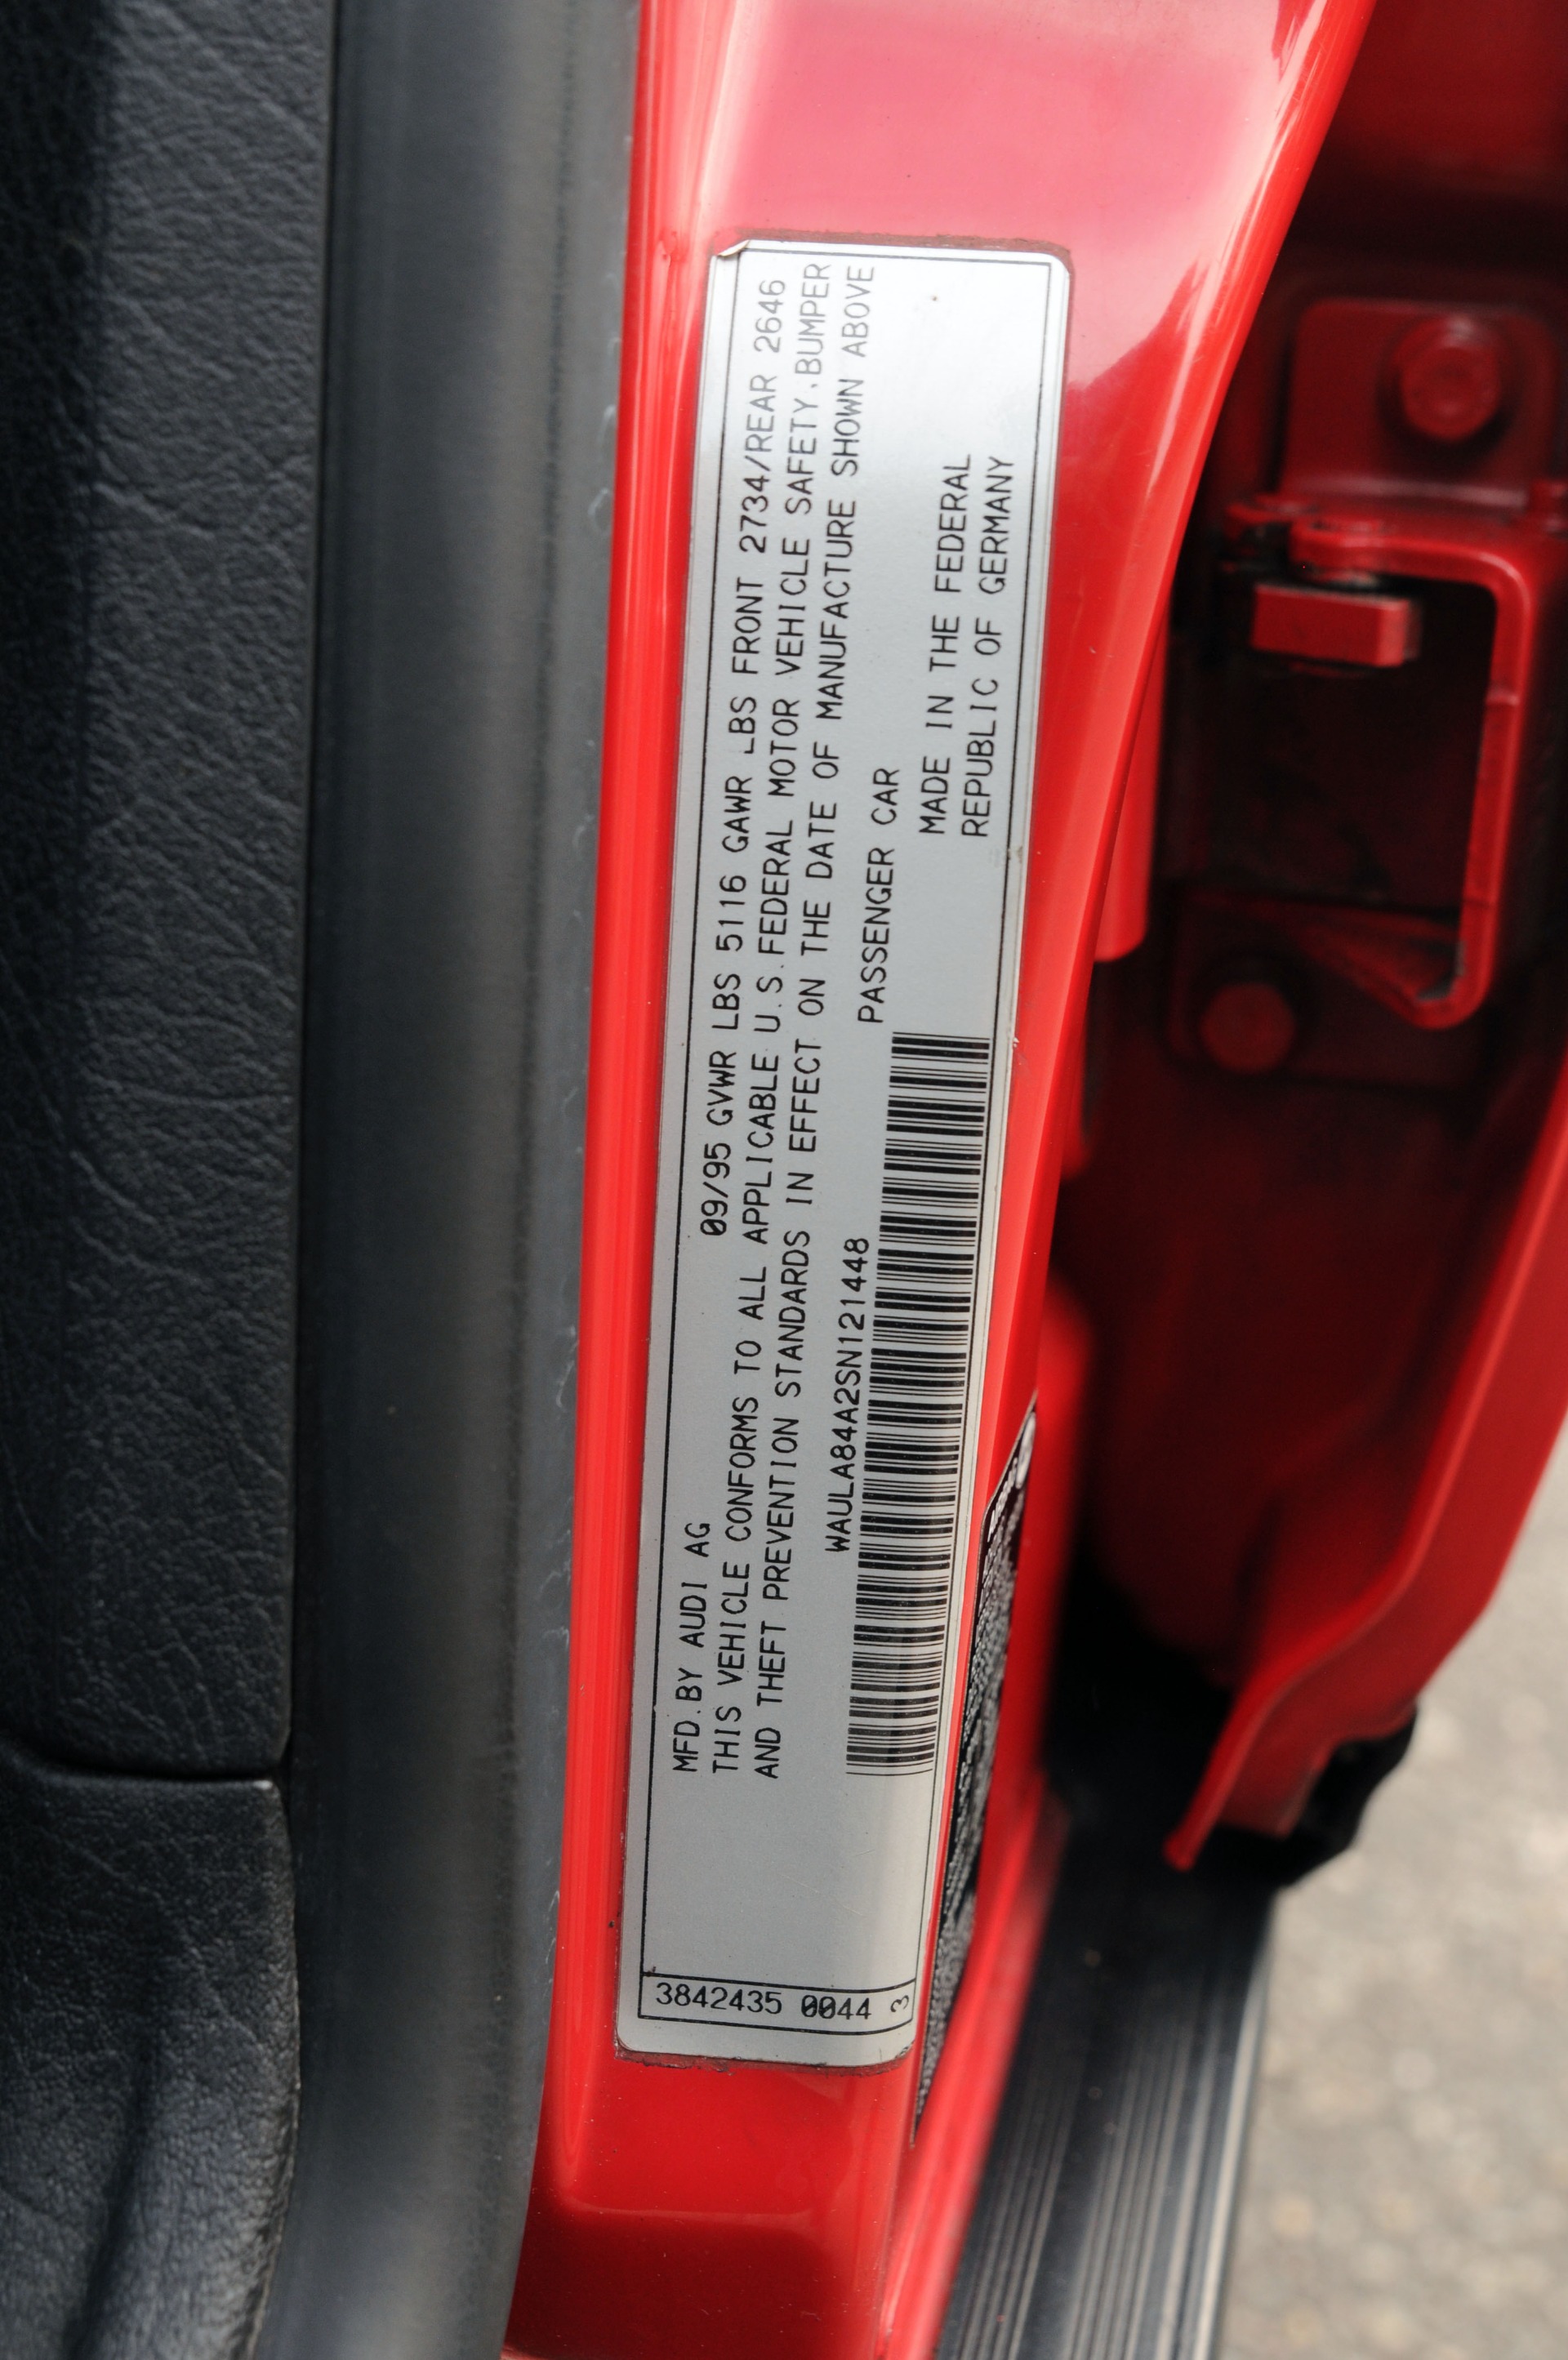 MFD.BY AUDI AG 09/95 GVWR LBS 5116 GAWR LBS FRONT 2734/REAR 2646
THIS VEHICLE CONFORMS TO ALL APPLICABLE U.S.FEDERAL MOTOR VEHICLE SAFETY.BUMPER
AND THEFT PREVENTION STANDARDS IN EFFECT ON THE DATE OF MANUFACTURE SHOWN ABOVE
WAULA84A2SN121448 PASSENGER CAR
MADE IN THE FEDERAL
REPUBLIC OF GERMANY
3842435 0044 3